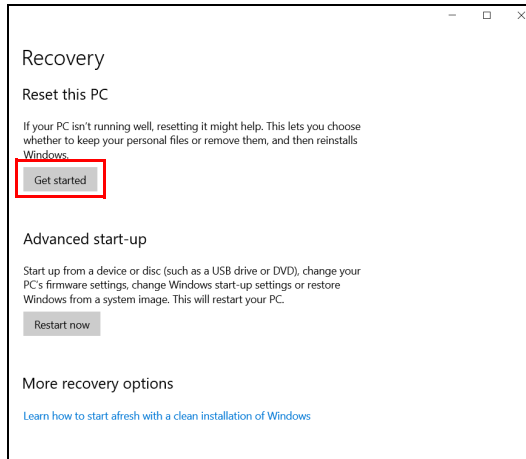 Recovery
Reset this PC
If your PC isn't running well, resetting it might help. This lets you choose
whether to keep your personal files or remove them, and then reinstalls
Windows.
Get started
Advanced start-up
Start up from a device or disc (such as a USB drive or DVD), change your
PC's firmware settings, change Windows start-up settings or restore
Windows from a system image. This will restart your PC.
Restart now
More recovery options
Learn how to start afresh with a clean installation of Windows